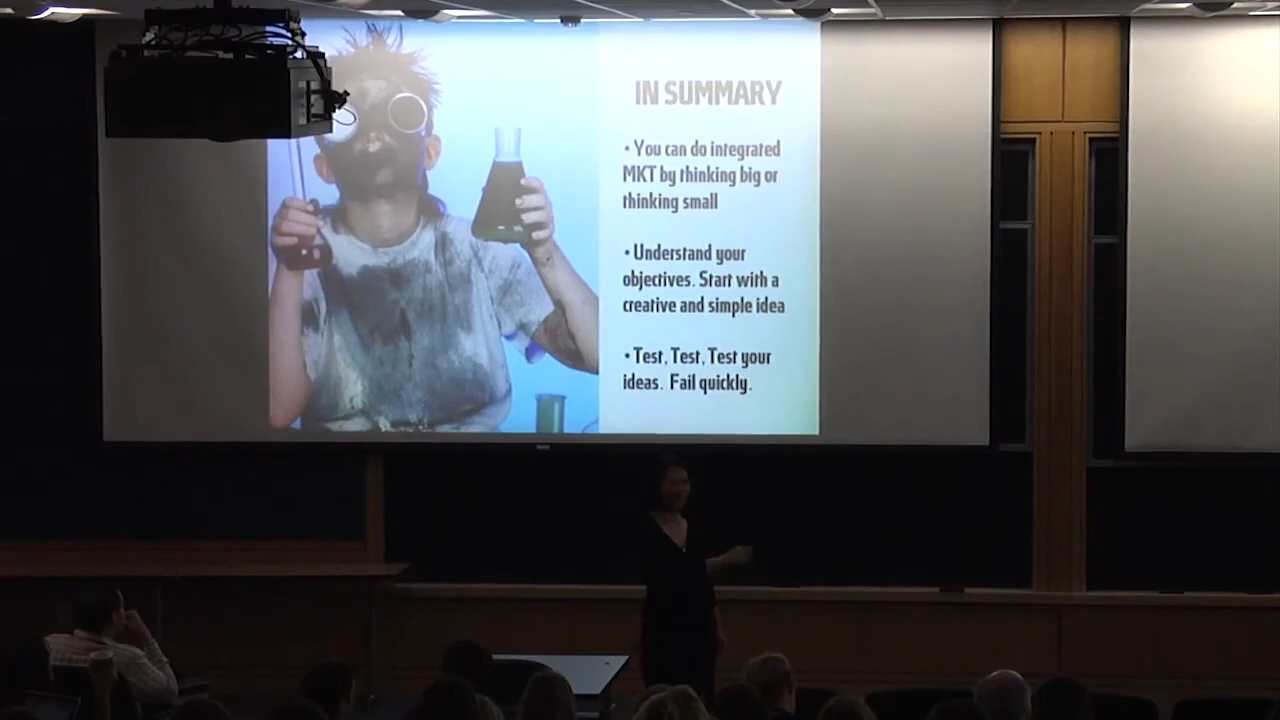 IN SUMMARY
• You can do integrated
MKT by thinking big or
thinking small
• Understand your
objectives. Start with a
creative and simple idea
• Test, Test, Test your
ideas. Fail quickly.